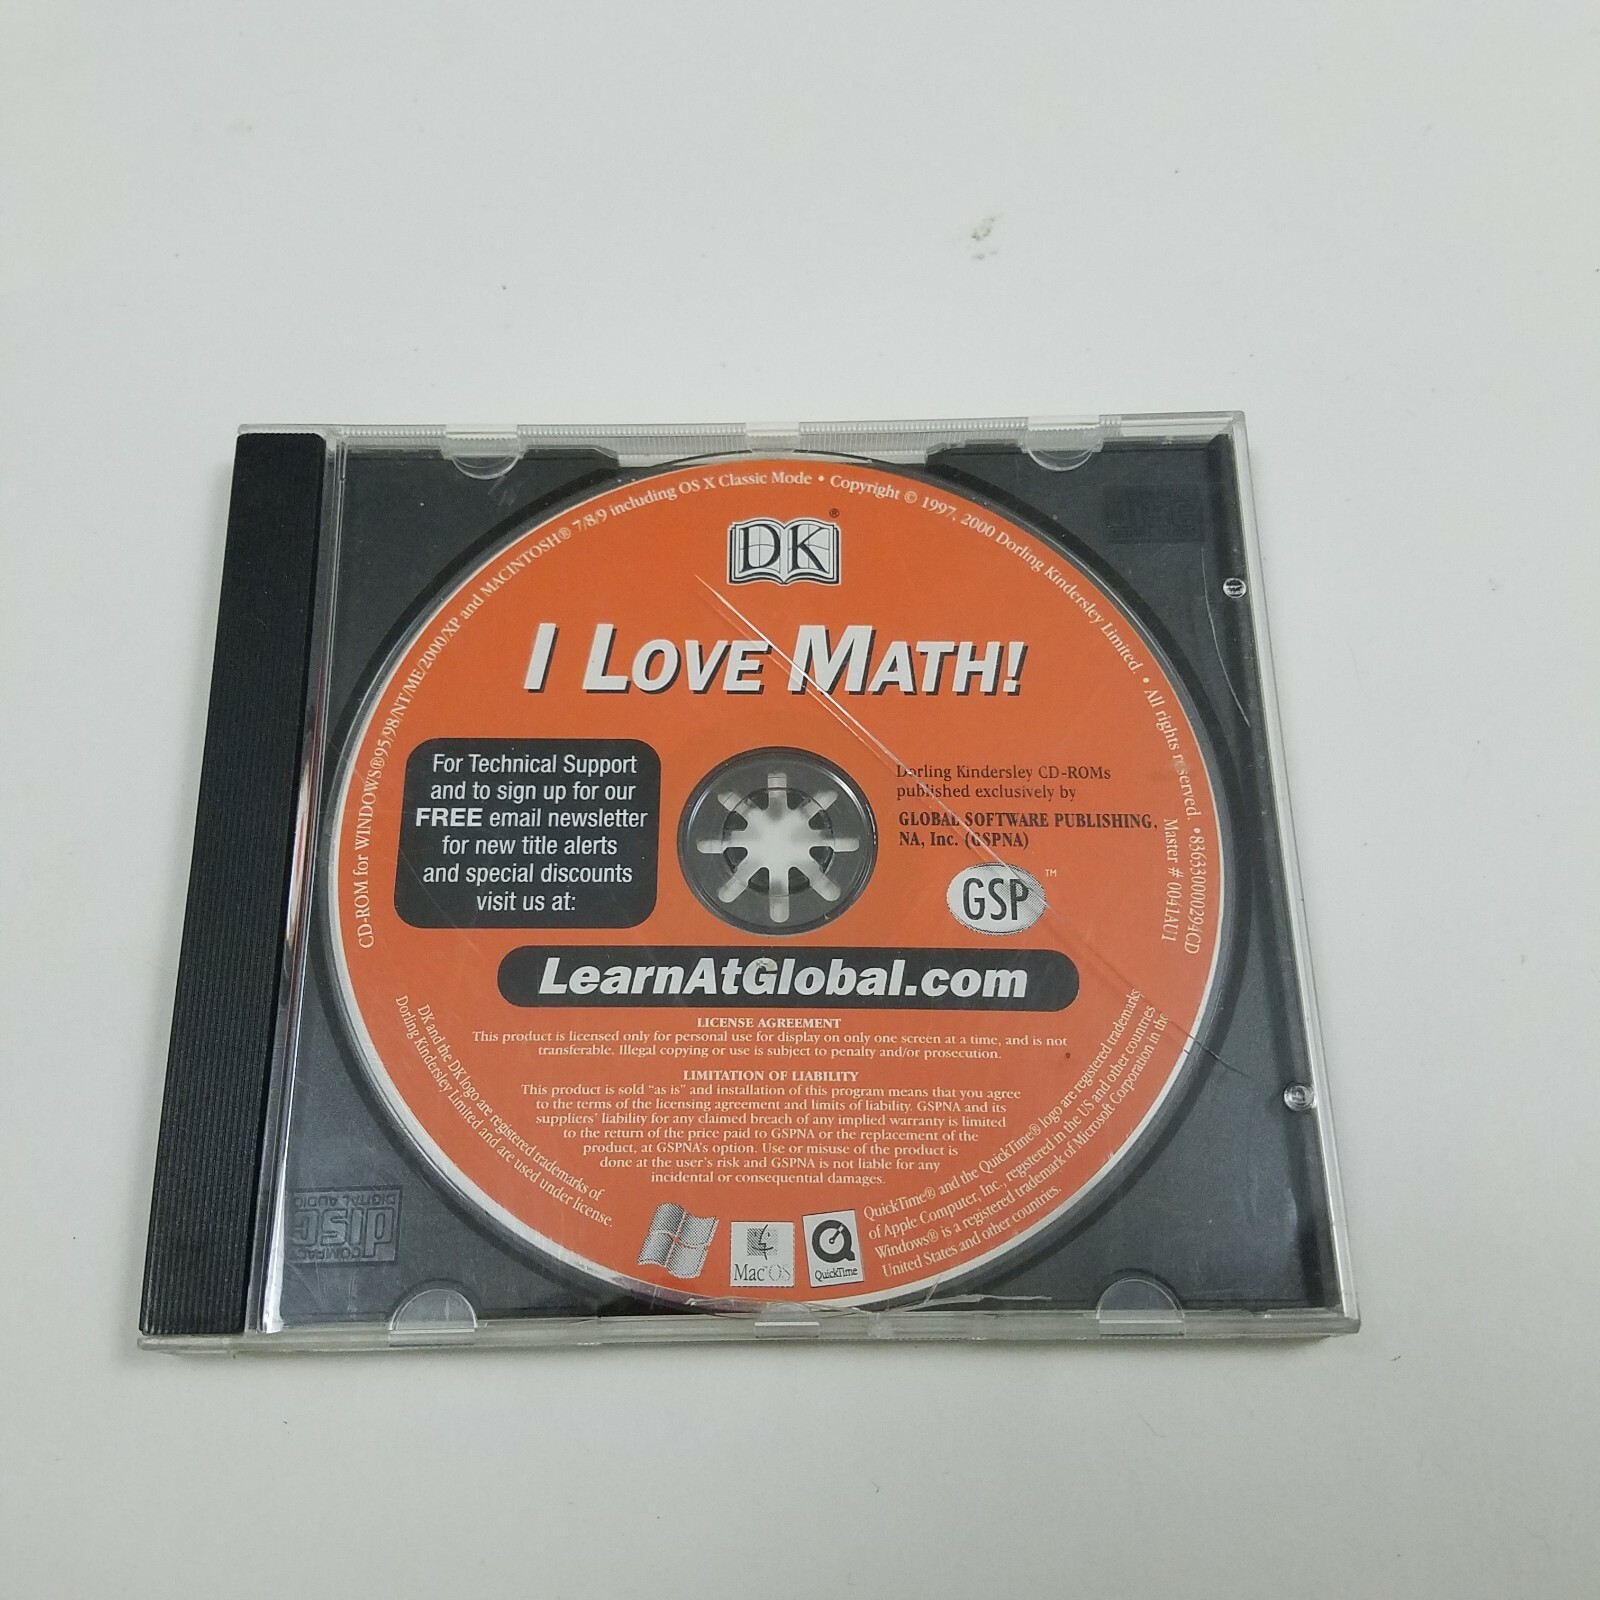 CD-ROM for WINDOWS®95/98/NT/ME/2000/XP and MACINTOSH® 7/8/9 including OS X Classic Mode • Copyright © 1997, 2000 Dorling Kindersley Limited • All rights reserved. • 8363000029 4CD
Master # 0041AU1
DK®
I LOVE MATH!
For Technical Support
and to sign up for our
FREE email newsletter
for new title alerts
and special discounts
visit us at:
Dorling Kindersley CD-ROMs
published exclusively by
GLOBAL SOFTWARE PUBLISHING,
NA, Inc. (GSPNA)
GSP™
LearnAtGlobal.com
LICENSE AGREEMENT
This product is licensed only for personal use for display on only one screen at a time, and is not
transferable. Illegal copying or use is subject to penalty and/or prosecution.
LIMITATION OF LIABILITY
This product is sold "as is" and installation of this program means that you agree
to the terms of the licensing agreement and limits of liability. GSPNA and its
suppliers' liability for any claimed breach of any implied warranty is limited
to the return of the price paid to GSPNA or the replacement of the
product, at GSPNA's option. Use or misuse of the product is
done at the user's risk and GSPNA is not liable for any
incidental or consequential damages.
DK and the DK logo are registered trademarks of
Dorling Kindersley Limited and are used under license.
Mac OS
QuickTime
QuickTime® and the QuickTime® logo are registered trademarks
of Apple Computer, Inc., registered in the US and other countries
Windows® is a registered trademark of Microsoft Corporation in the
United States and other countries.
COMPACT
disc
DIGITAL AUDIO